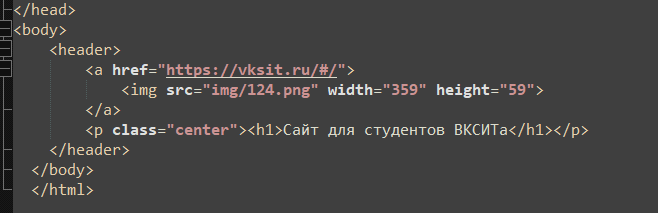 </head>
<body>
<header>
<a href="https://vksit.ru/#/">
<img src="img/124.png" width="359" height="59">
</a>
<p class="center"><h1>Сайт для студентов ВКСИТа</h1></p>
</header>
</body>
</html>